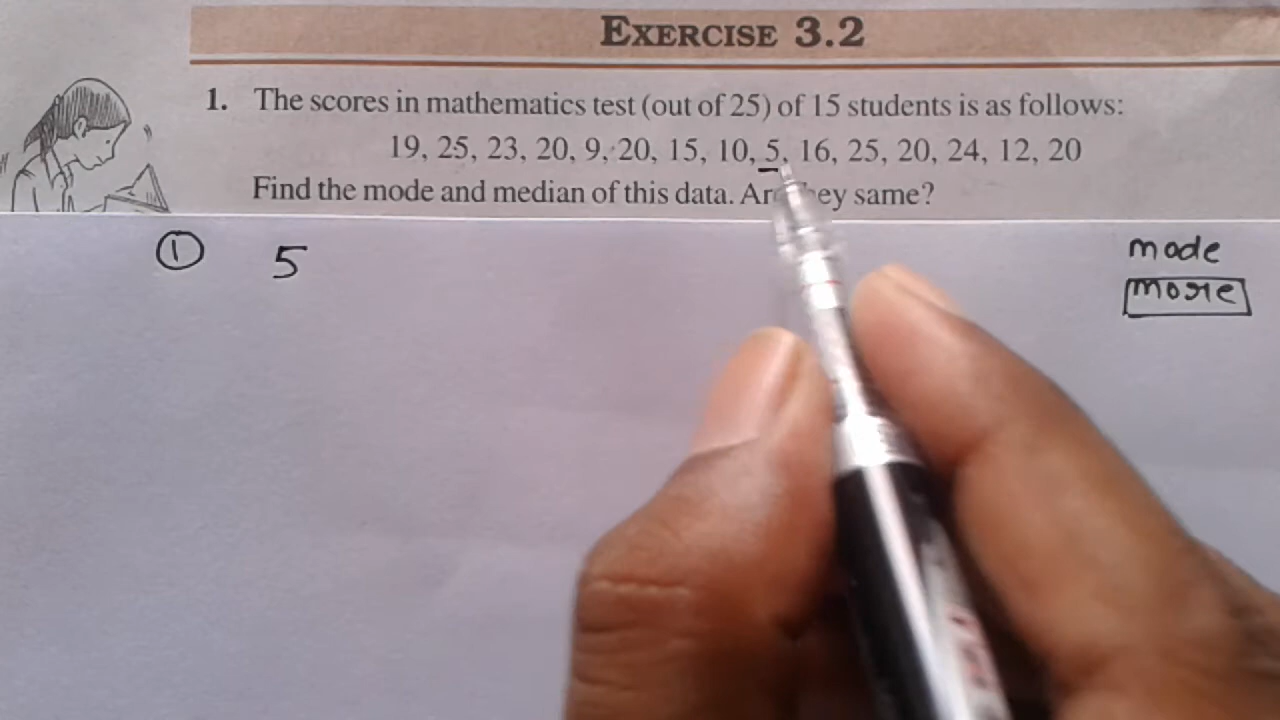 EXERCISE 3.2
1. The scores in mathematics test (out of 25) of 15 students is as follows:
19, 25, 23, 20, 9, 20, 15, 10, 5, 16, 25, 20, 24, 12, 20
Find the mode and median of this data. same?
1 5
mode
more